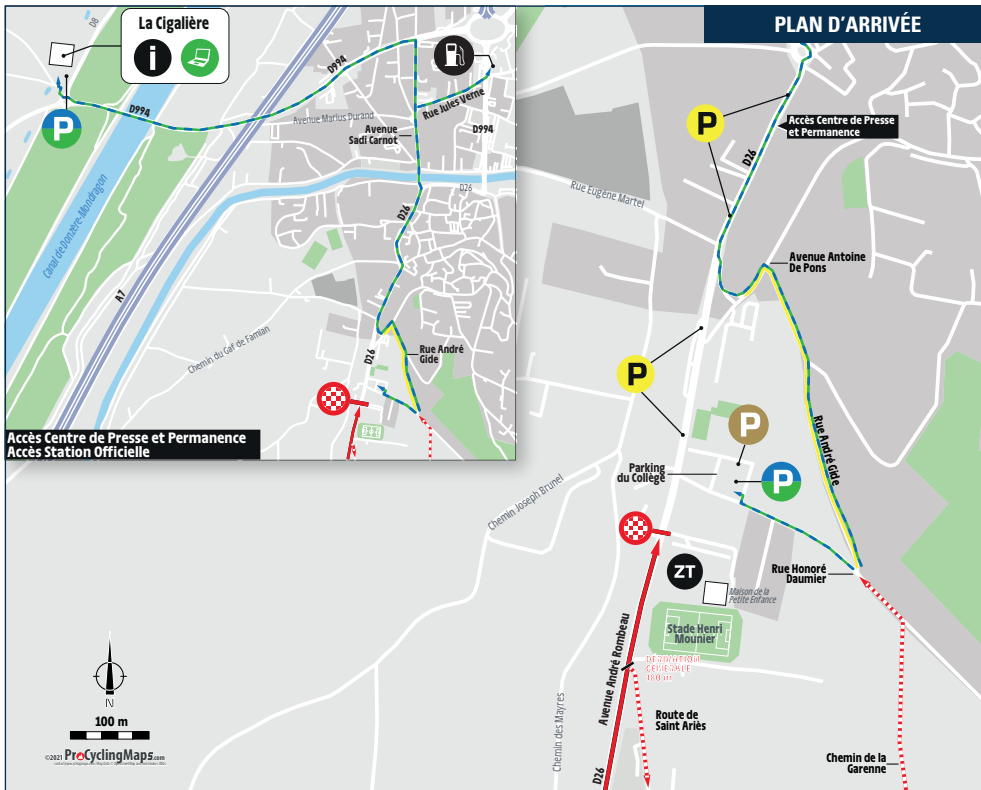 PLAN D'ARRIVÉE
La Cigalière
i
D8
P
D994
D994
Avenue Marius Durand
Rue Jules Verne
Avenue
Sadi Carnot
D994
D26
D26
Canal de Donzère-Mondragon
A7
Chemin du Gaf de Famian
D26
Rue André
Gide
Accès Centre de Presse et Permanence
Accès Station Officielle
P
Accès Centre de Presse
et Permanence
D26
Rue Eugène Martel
Avenue Antoine
De Pons
P
P
Rue André Gide
Parking
du Collège
P
Chemin Joseph Brunel
ZT
Rue Honoré
Daumier
Maison de la
Petite Enfance
Stade Henri
Mounier
DÉRIVATION
GÉNÉRALE
180 m
Avenue André Rombeau
Route de
Saint Ariès
Chemin des Mayres
D26
Chemin de la
Garenne
N
100 m
©2021 ProCyclingMaps.com